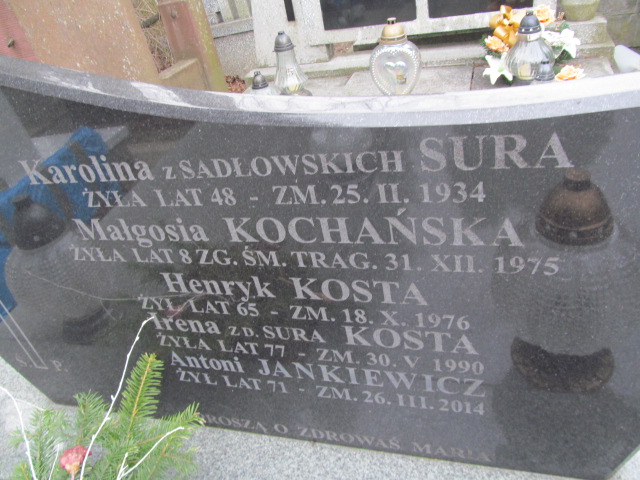 Karolina z SADŁOWSKICH SURA
ŻYŁA LAT 48 - ZM. 25. II. 1934
Małgosia KOCHAŃSKA
ŻYŁA LAT 8 ZG. ŚM. TRAG. 31. XII. 1975
Henryk KOSTA
ŻYŁ LAT 65 - ZM. 18. X. 1976
Irena Z D. SURA KOSTA
ŻYŁA LAT 77 - ZM. 30. V 1990
Antoni JANKIEWICZ
ŻYŁ LAT 71 - ZM. 26. III. 2014
Ś. P.
PROSZĄ O ZDROWAŚ MARIA